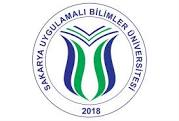 SAKARYA UYGULAMALI BİLİMLER ÜNİVERSİTESİ
2018